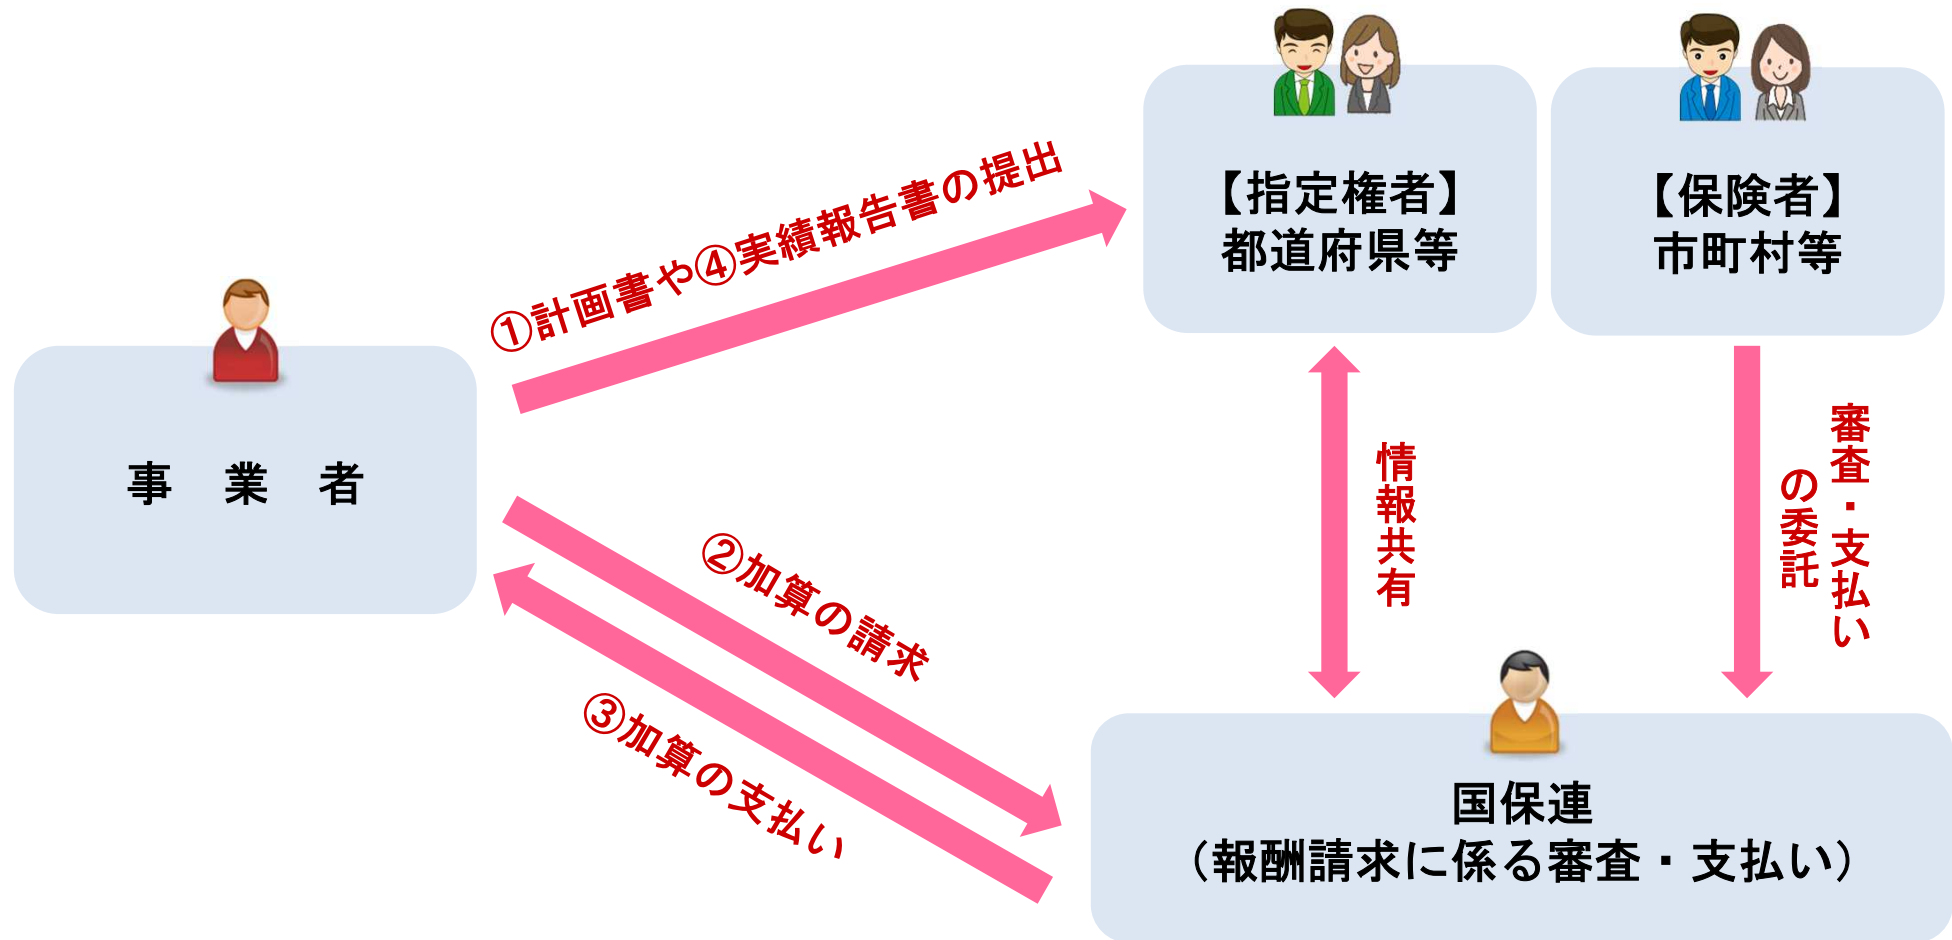 ①計画書や④実績報告書の提出
【指定権者】
都道府県等
【保険者】
市町村等
事　業　者
情報共有
審査・支払い
の委託
②加算の請求
③加算の支払い
国保連
（報酬請求に係る審査・支払い）